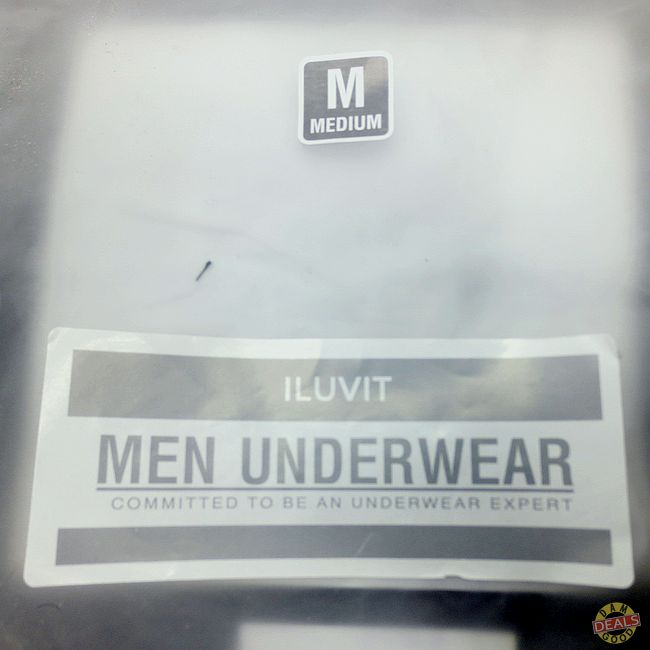 M
MEDIUM
ILUVIT
MEN UNDERWEAR
COMMITTED TO BE AN UNDERWEAR EXPERT
DAM
DEALS
GOOD